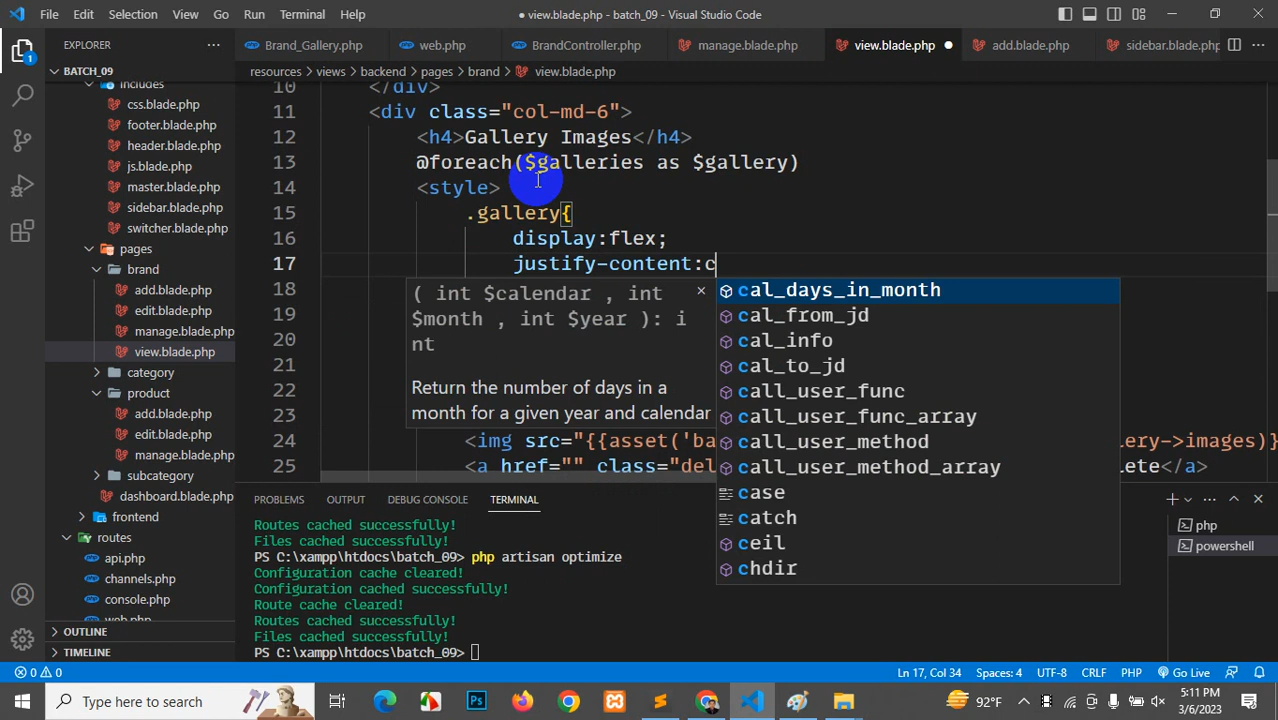 File Edit Selection View Go Run Terminal Help
● view.blade.php - batch_09 - Visual Studio Code
EXPLORER
Brand_Gallery.php web.php BrandController.php manage.blade.php view.blade.php add.blade.php sidebar.blade.php
BATCH_09
resources > views > backend > pages > brand > view.blade.php
includes
css.blade.php
footer.blade.php
header.blade.php
js.blade.php
master.blade.php
sidebar.blade.php
switcher.blade.php
pages
brand
add.blade.php
edit.blade.php
manage.blade.php
view.blade.php
category
product
add.blade.php
edit.blade.php
manage.blade.php
subcategory
dashboard.blade.php
frontend
routes
api.php
channels.php
console.php
web.php
OUTLINE
TIMELINE
10 </div>
11 <div class="col-md-6">
12 <h4>Gallery Images</h4>
13 @foreach($galleries as $gallery)
14 <style>
15 .gallery{
16 display:flex;
17 justify-content:c
18
19
20
21
22
23
24 <img src="{{asset('ba lery->images)}
25 <a href="" class="del lete</a>
( int $calendar , int
$month , int $year ): i
nt
Return the number of days in a
month for a given year and calendar
cal_days_in_month
cal_from_jd
cal_info
cal_to_jd
call_user_func
call_user_func_array
call_user_method
call_user_method_array
case
catch
ceil
chdir
PROBLEMS OUTPUT DEBUG CONSOLE TERMINAL
Routes cached successfully!
Files cached successfully!
PS C:\xampp\htdocs\batch_09> php artisan optimize
Configuration cache cleared!
Configuration cached successfully!
Route cache cleared!
Routes cached successfully!
Files cached successfully!
PS C:\xampp\htdocs\batch_09>
php
powershell
0 0 Ln 17, Col 34 Spaces: 4 UTF-8 CRLF PHP Go Live
Type here to search
92°F
5:11 PM
3/6/2023